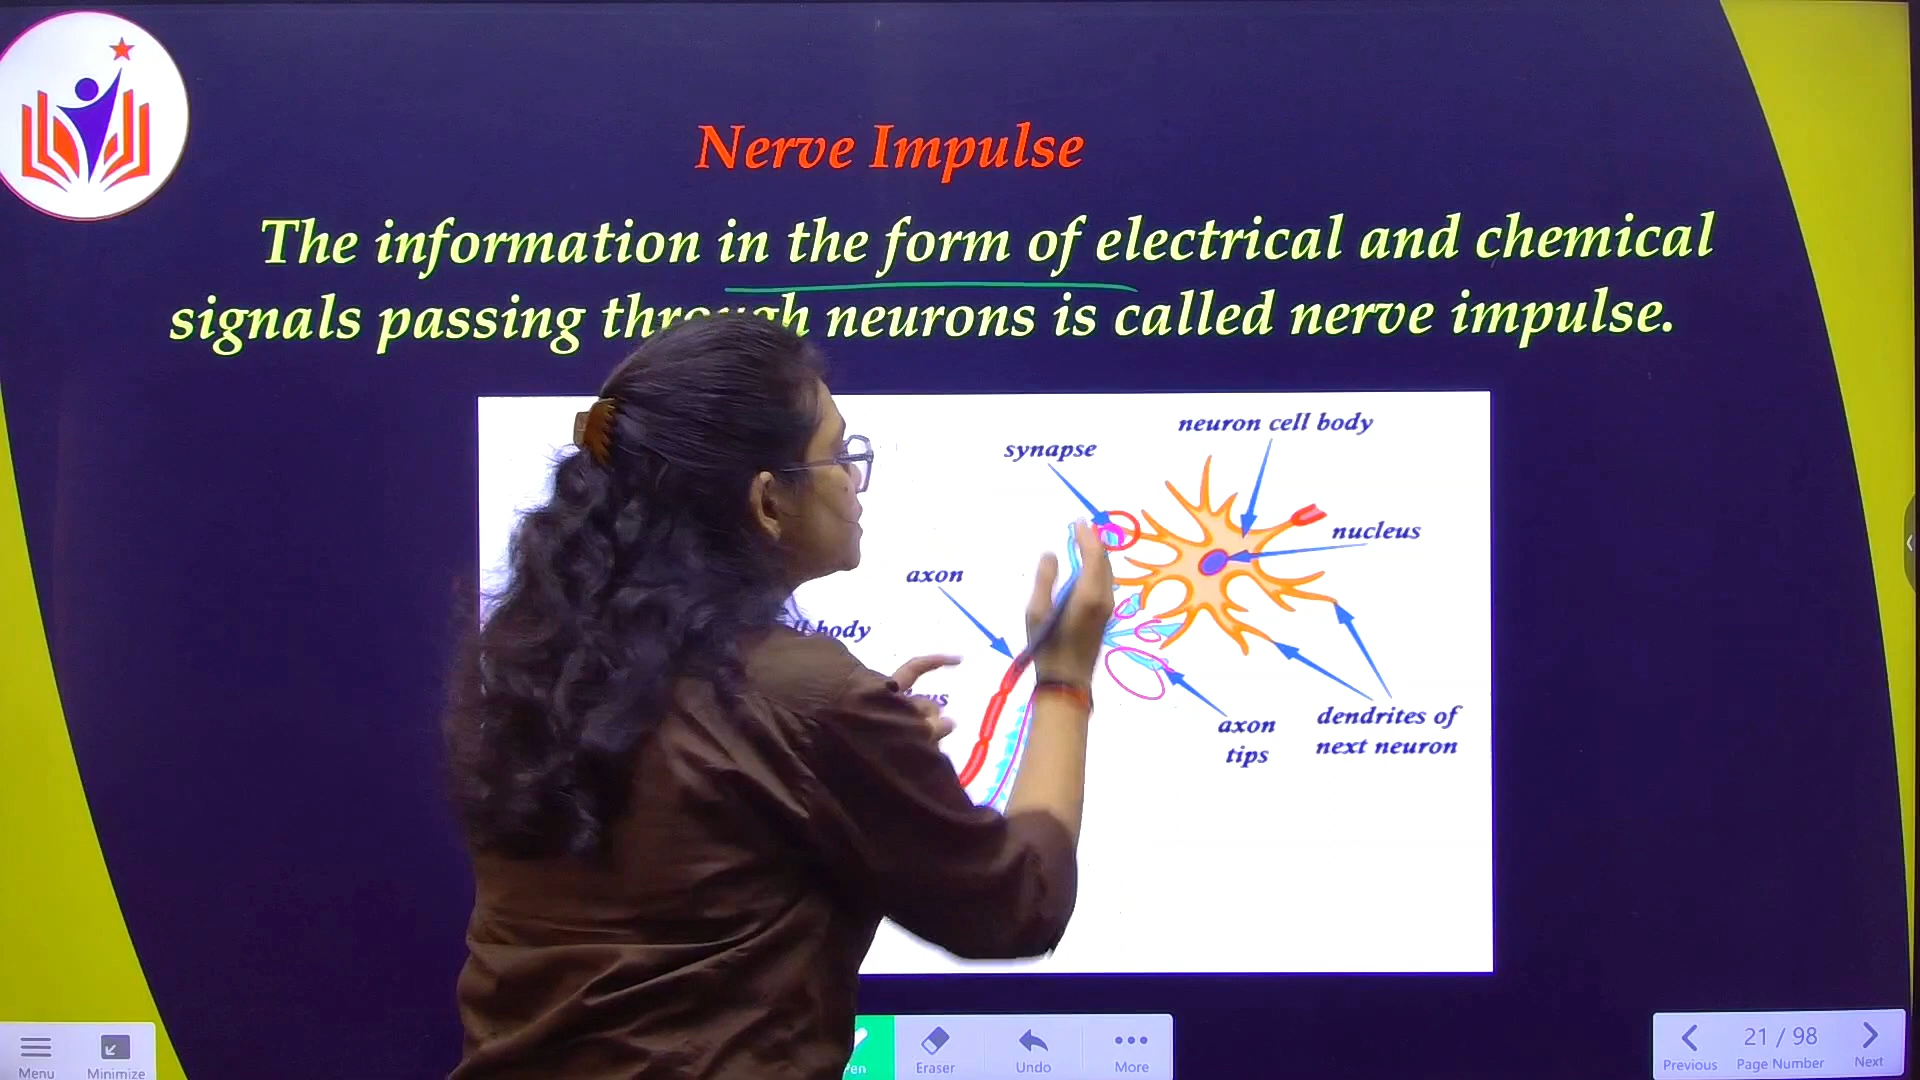 Nerve Impulse
The information in the form of electrical and chemical
signals passing through neurons is called nerve impulse.
neuron cell body
synapse
nucleus
axon
body
axon
tips
dendrites of
next neuron
Menu
Minimize
Pen
Eraser
Undo
More
Previous
21 / 98
Page Number
Next